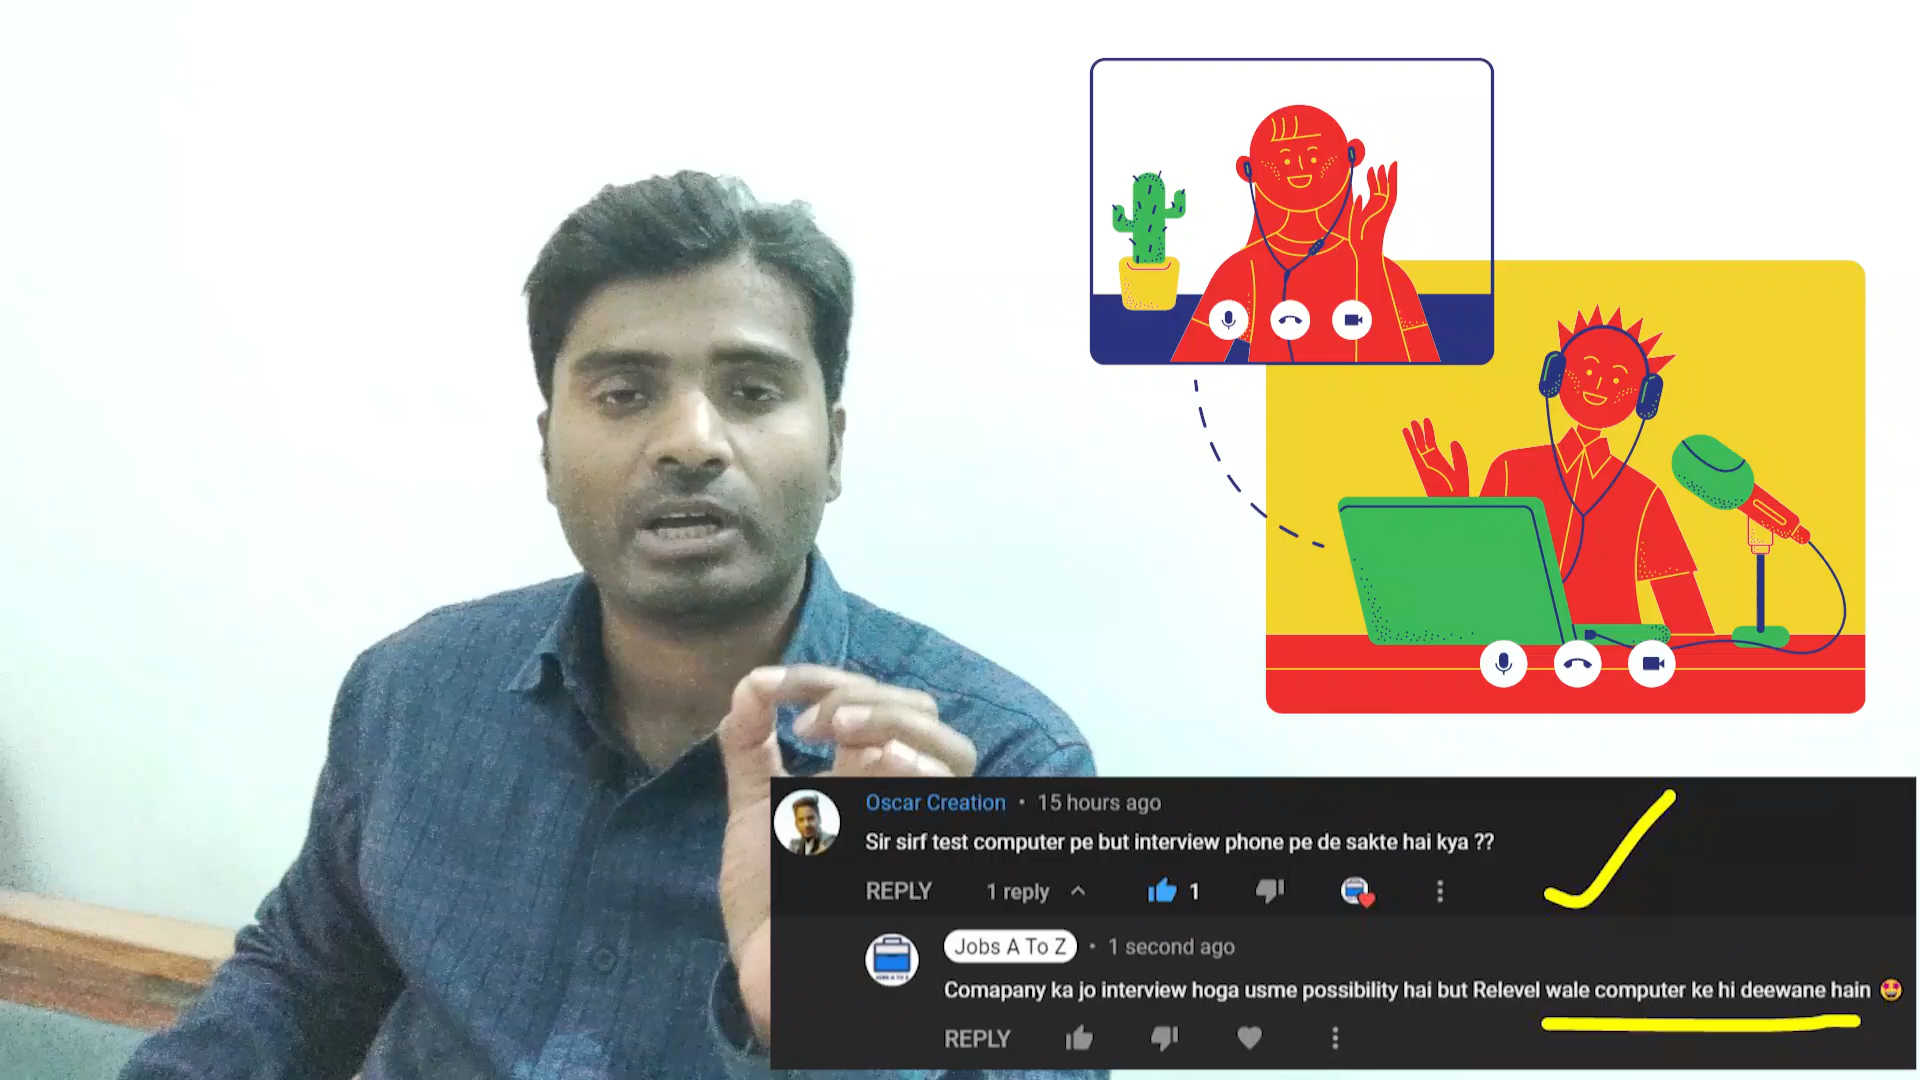 Oscar Creation • 15 hours ago
Sir sirf test computer pe but interview phone pe de sakte hai kya ??
REPLY 1 reply 1
Jobs A To Z • 1 second ago
Comapany ka jo interview hoga usme possibility hai but Relevel wale computer ke hi deewane hain 🤩
REPLY